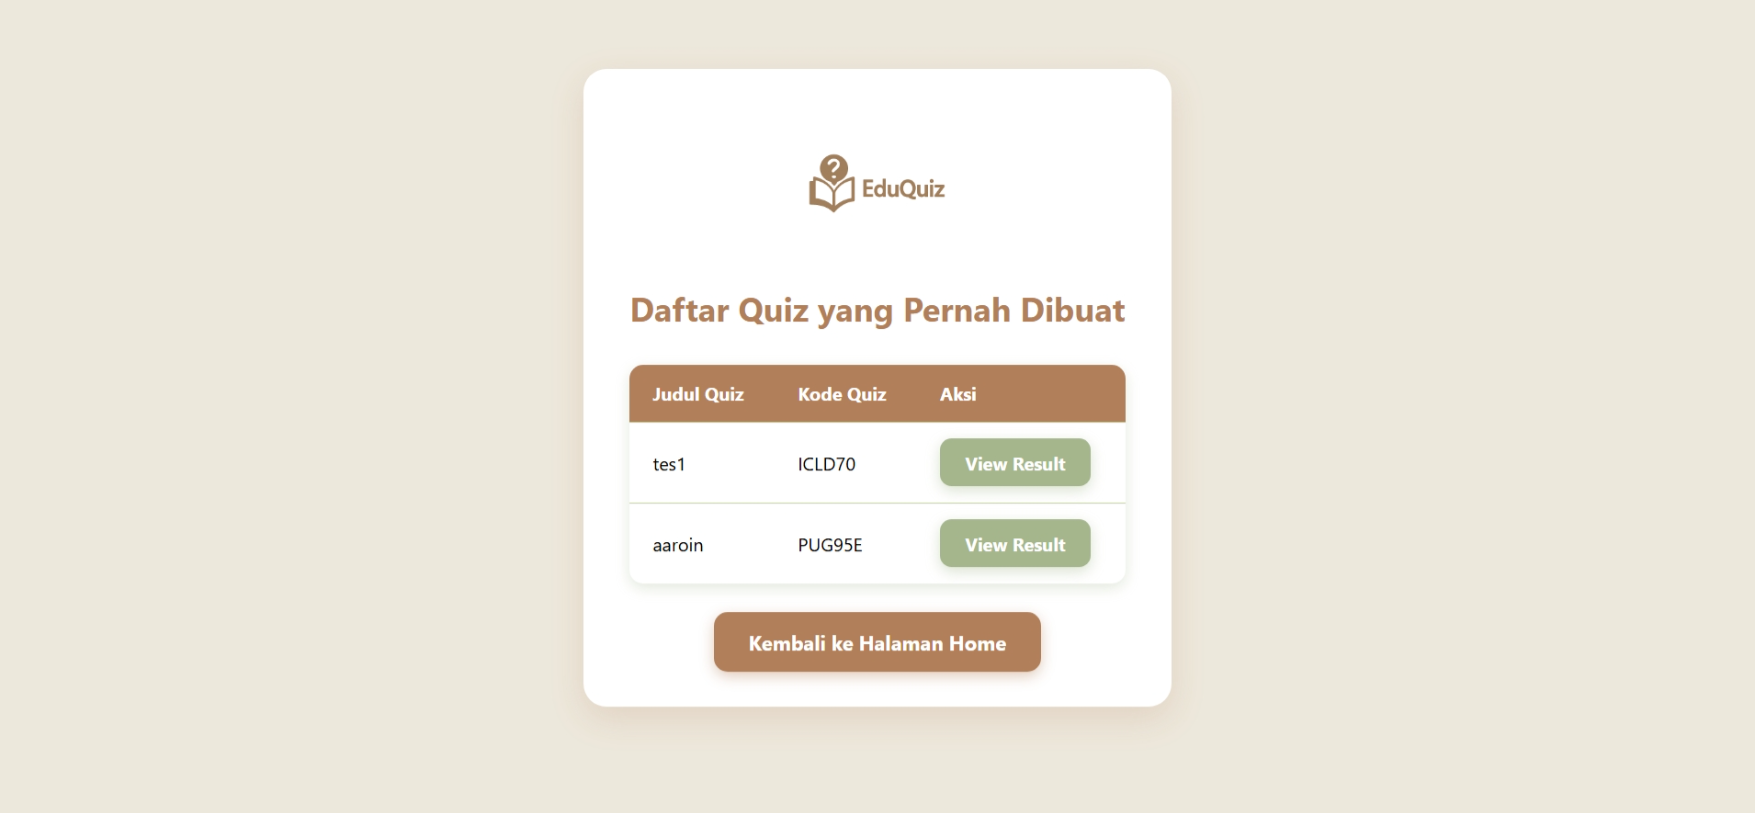 EduQuiz
Daftar Quiz yang Pernah Dibuat
Judul Quiz Kode Quiz Aksi
tes1 ICLD70 View Result
aaroin PUG95E View Result
Kembali ke Halaman Home